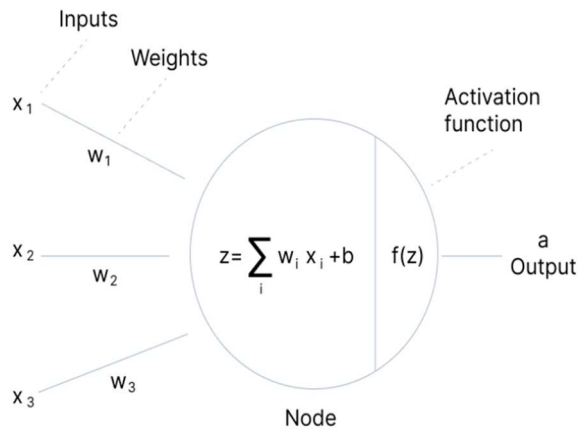 Inputs
Weights
x₁
w₁
Activation
function
x₂
w₂
z= ∑ wᵢ xᵢ +b
i
f(z)
a
Output
x₃
w₃
Node